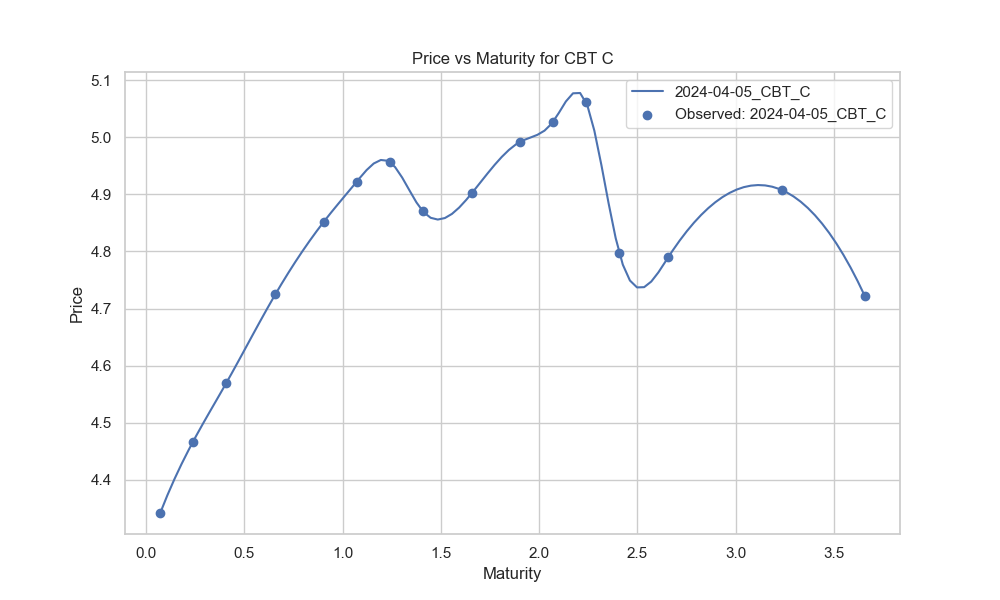 Price vs Maturity for CBT C
2024-04-05_CBT_C
Observed: 2024-04-05_CBT_C
Price
5.1
5.0
4.9
4.8
4.7
4.6
4.5
4.4
0.0 0.5 1.0 1.5 2.0 2.5 3.0 3.5
Maturity